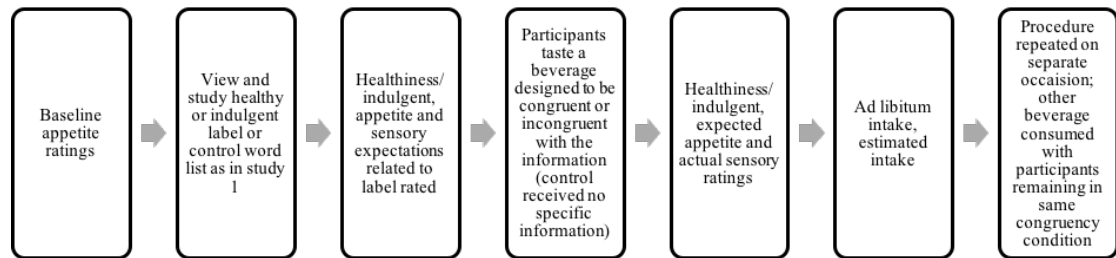 Baseline
appetite
ratings
View and
study healthy
or indulgent
label or
control word
list as in study
1
Healthiness/
indulgent,
appetite and
sensory
expectations
related to
label rated
Participants
taste a
beverage
designed to be
congruent or
incongruent
with the
information
(control
received no
specific
information)
Healthiness/
indulgent,
expected
appetite and
actual sensory
ratings
Ad libitum
intake,
estimated
intake
Procedure
repeated on
separate
occaision;
other
beverage
consumed
with
participants
remaining in
same
congruency
condition